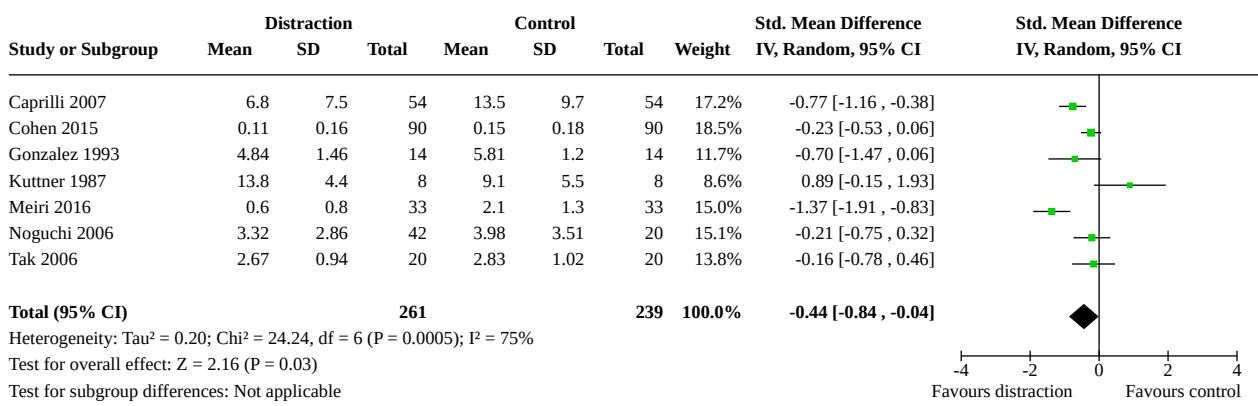 Distraction Control Std. Mean Difference Std. Mean Difference
Study or Subgroup Mean SD Total Mean SD Total Weight IV, Random, 95% CI IV, Random, 95% CI
Caprilli 2007 6.8 7.5 54 13.5 9.7 54 17.2% -0.77 [-1.16 , -0.38]
Cohen 2015 0.11 0.16 90 0.15 0.18 90 18.5% -0.23 [-0.53 , 0.06]
Gonzalez 1993 4.84 1.46 14 5.81 1.2 14 11.7% -0.70 [-1.47 , 0.06]
Kuttner 1987 13.8 4.4 8 9.1 5.5 8 8.6% 0.89 [-0.15 , 1.93]
Meiri 2016 0.6 0.8 33 2.1 1.3 33 15.0% -1.37 [-1.91 , -0.83]
Noguchi 2006 3.32 2.86 42 3.98 3.51 20 15.1% -0.21 [-0.75 , 0.32]
Tak 2006 2.67 0.94 20 2.83 1.02 20 13.8% -0.16 [-0.78 , 0.46]
Total (95% CI) 261 239 100.0% -0.44 [-0.84 , -0.04]
Heterogeneity: Tau² = 0.20; Chi² = 24.24, df = 6 (P = 0.0005); I² = 75%
Test for overall effect: Z = 2.16 (P = 0.03)
-4 -2 0 2 4
Test for subgroup differences: Not applicable
Favours distraction Favours control